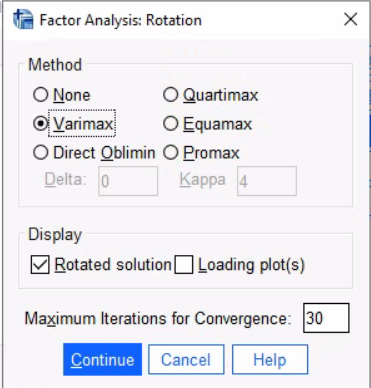 Factor Analysis: Rotation
Method
None Quartimax
Varimax Equamax
Direct Oblimin Promax
Delta: 0 Kappa 4
Display
Rotated solution Loading plot(s)
Maximum Iterations for Convergence: 30
Continue Cancel Help